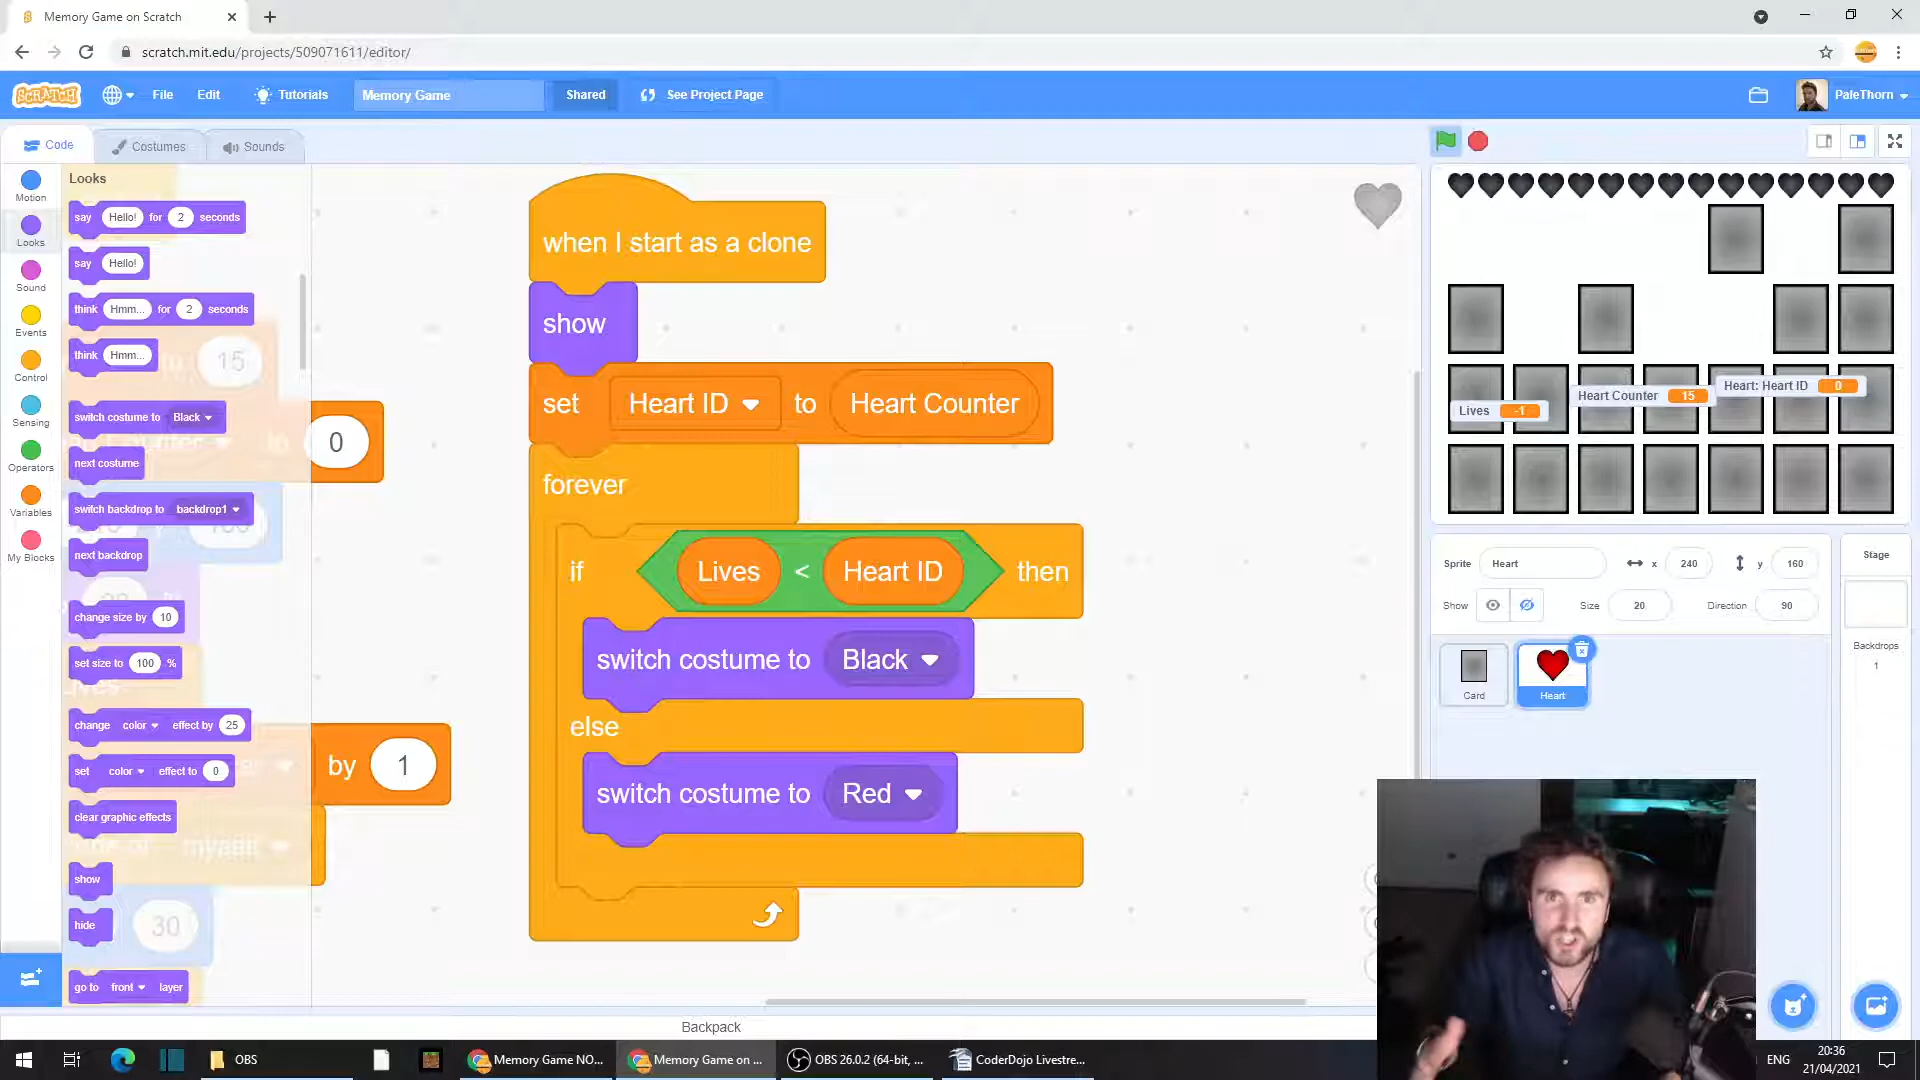 Memory Game on Scratch
scratch.mit.edu/projects/509071611/editor/
SCRATCH
File
Edit
Tutorials
Memory Game
Shared
See Project Page
PaleThorn
Code
Costumes
Sounds
Motion
Looks
Sound
Events
Control
Sensing
Operators
Variables
My Blocks
Looks
say Hello! for 2 seconds
say Hello!
think Hmm... for 2 seconds
think Hmm...
switch costume to Black
next costume
switch backdrop to backdrop1
next backdrop
change size by 10
set size to 100 %
change color effect by 25
set color effect to 0
clear graphic effects
show
hide
go to front layer
15
to 0
by 1
myself
30
when I start as a clone
show
set Heart ID to Heart Counter
forever
if Lives < Heart ID then
switch costume to Black
else
switch costume to Red
Lives -1
Heart Counter 15
Heart: Heart ID 0
Sprite Heart x 240 y 160
Show Size 20 Direction 90
Card
Heart
Stage
Backdrops
1
Backpack
OBS
Memory Game NO...
Memory Game on ...
OBS 26.0.2 (64-bit, ...
CoderDojo Livestre...
ENG
20:36
21/04/2021